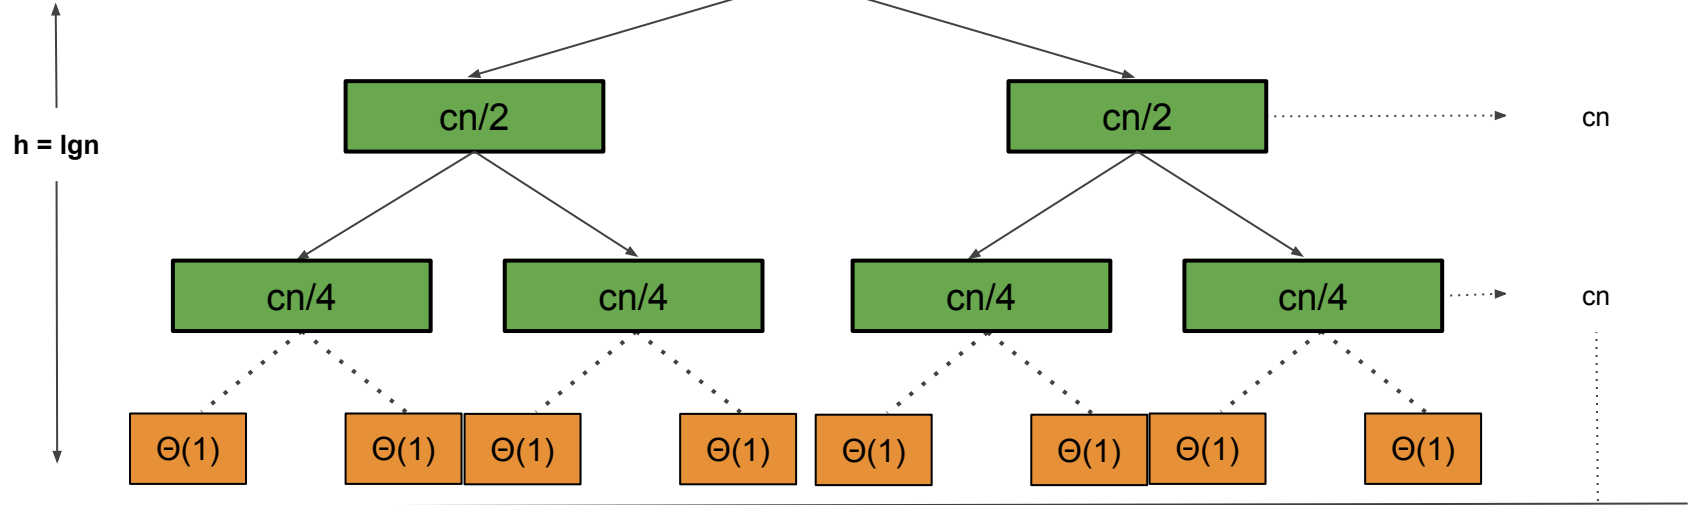 cn/2
cn/2
cn
h = lgn
cn/4
cn/4
cn/4
cn/4
cn
Θ(1)
Θ(1)
Θ(1)
Θ(1)
Θ(1)
Θ(1)
Θ(1)
Θ(1)